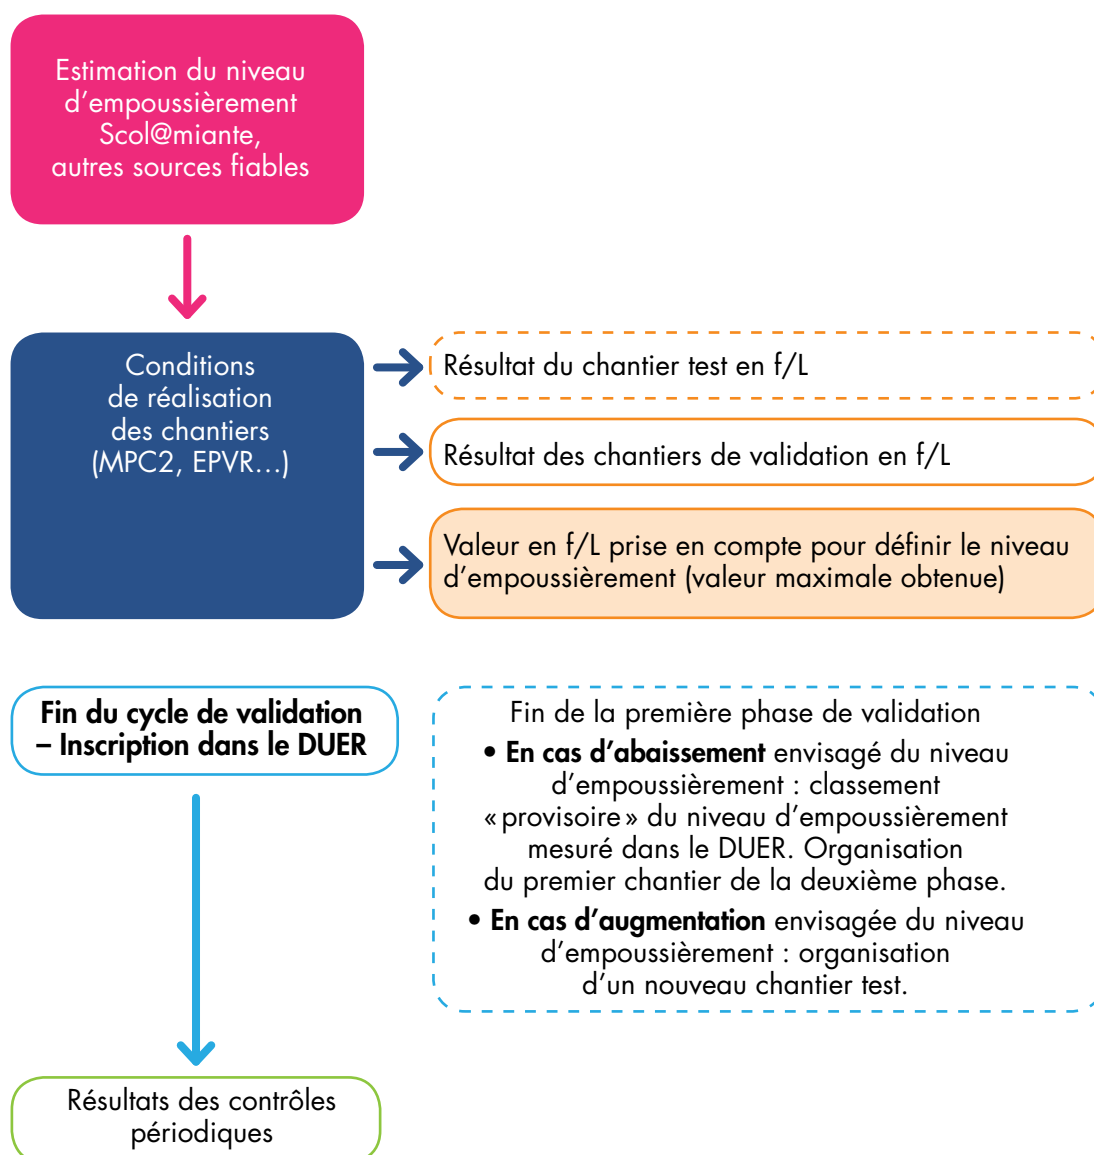 Estimation du niveau
d’empoussièrement
Scol@miante,
autres sources fiables
Conditions
de réalisation
des chantiers
(MPC2, EPVR…)
Résultat du chantier test en f/L
Résultat des chantiers de validation en f/L
Valeur en f/L prise en compte pour définir le niveau
d’empoussièrement (valeur maximale obtenue)
Fin du cycle de validation
– Inscription dans le DUER
Fin de la première phase de validation
• En cas d’abaissement envisagé du niveau
d’empoussièrement : classement
« provisoire » du niveau d’empoussièrement
mesuré dans le DUER. Organisation
du premier chantier de la deuxième phase.
• En cas d’augmentation envisagée du niveau
d’empoussièrement : organisation
d’un nouveau chantier test.
Résultats des contrôles
périodiques